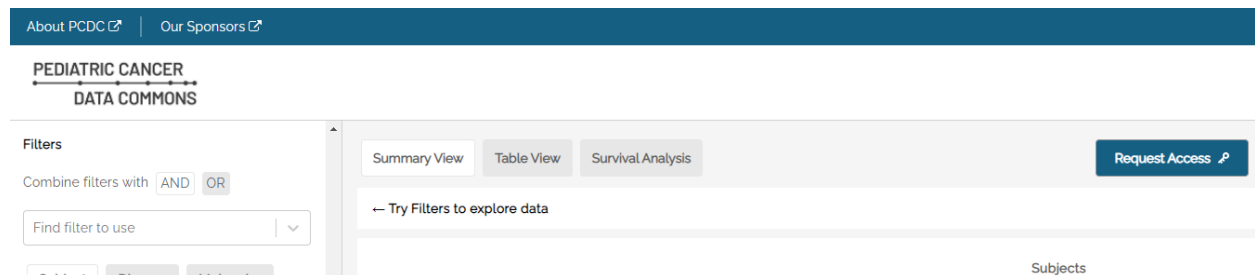 About PCDC
Our Sponsors
PEDIATRIC CANCER
DATA COMMONS
Filters
Combine filters with AND OR
Find filter to use
Summary View
Table View
Survival Analysis
Request Access
← Try Filters to explore data
Subjects